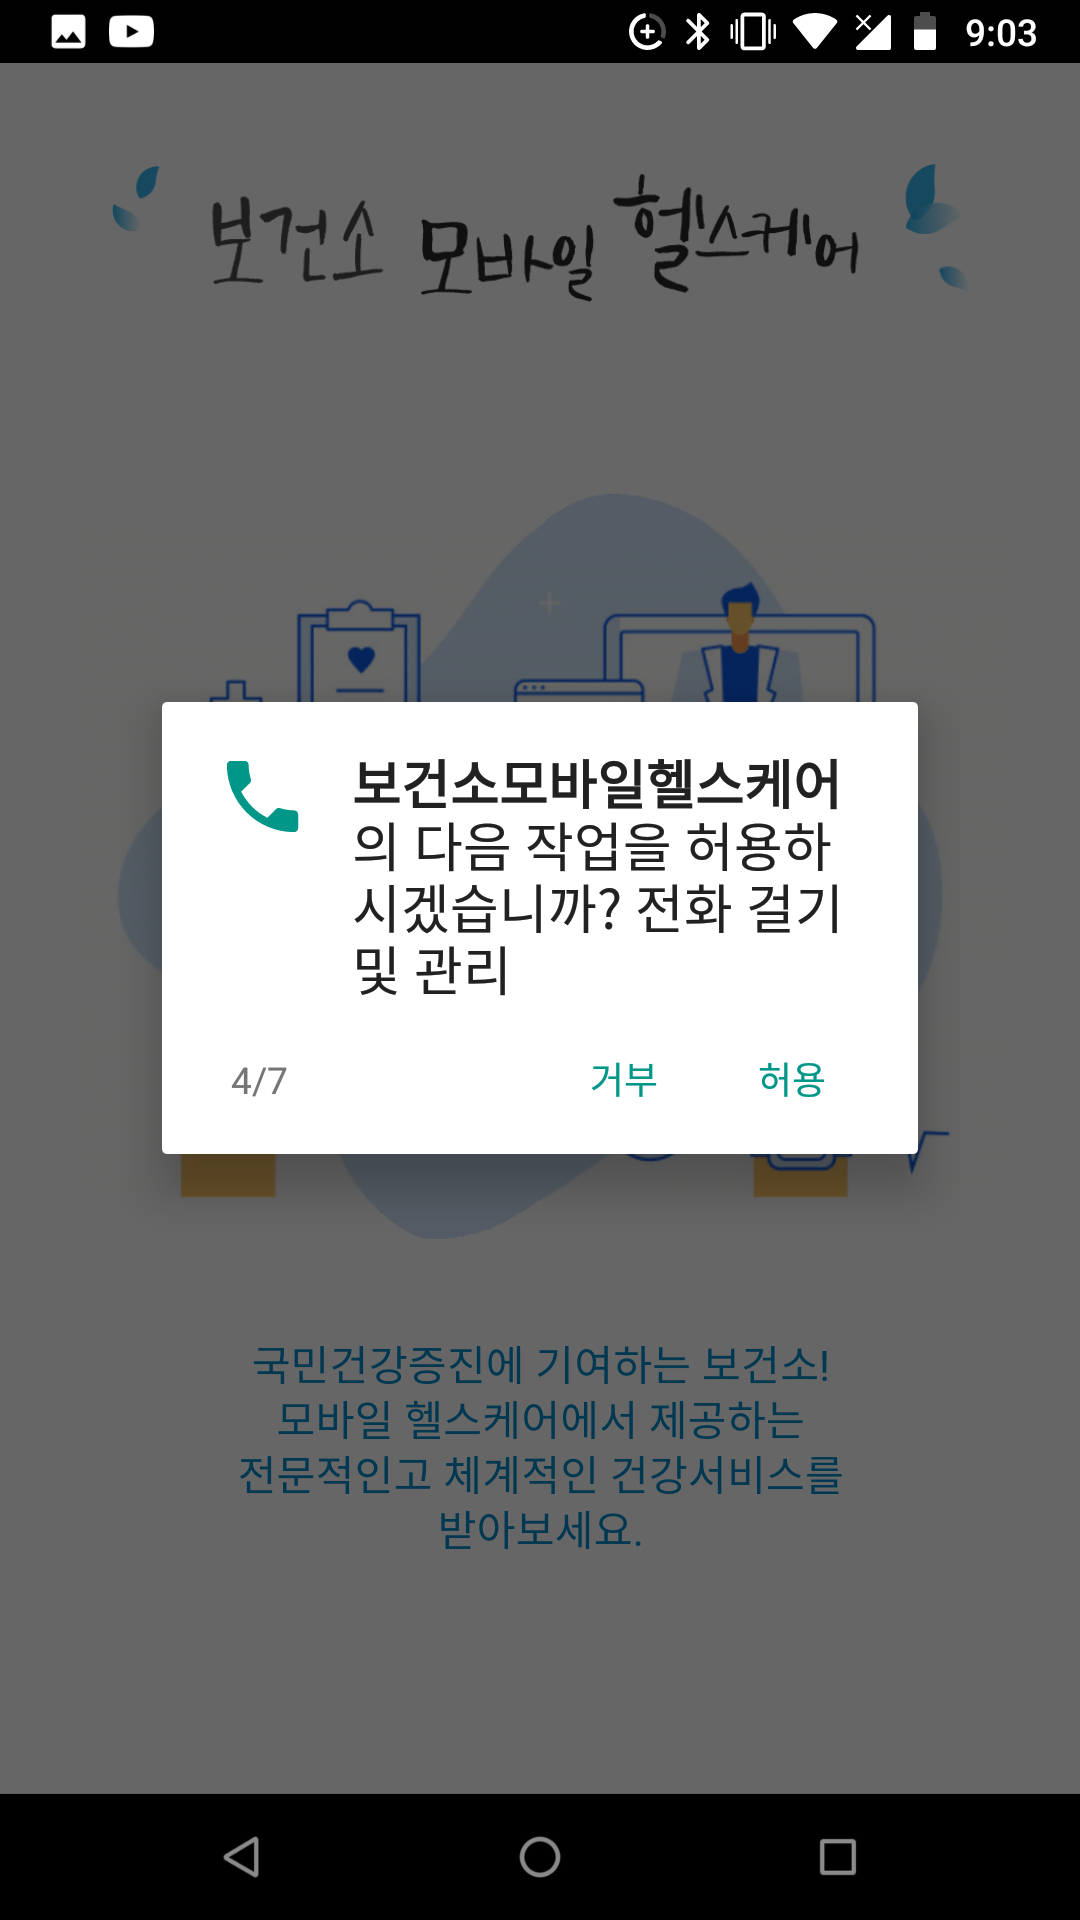 9:03
보건소 모바일 헬스케어
보건소모바일헬스케어
의 다음 작업을 허용하
시겠습니까? 전화 걸기
및 관리
4/7
거부
허용
국민건강증진에 기여하는 보건소!
모바일 헬스케어에서 제공하는
전문적인고 체계적인 건강서비스를
받아보세요.